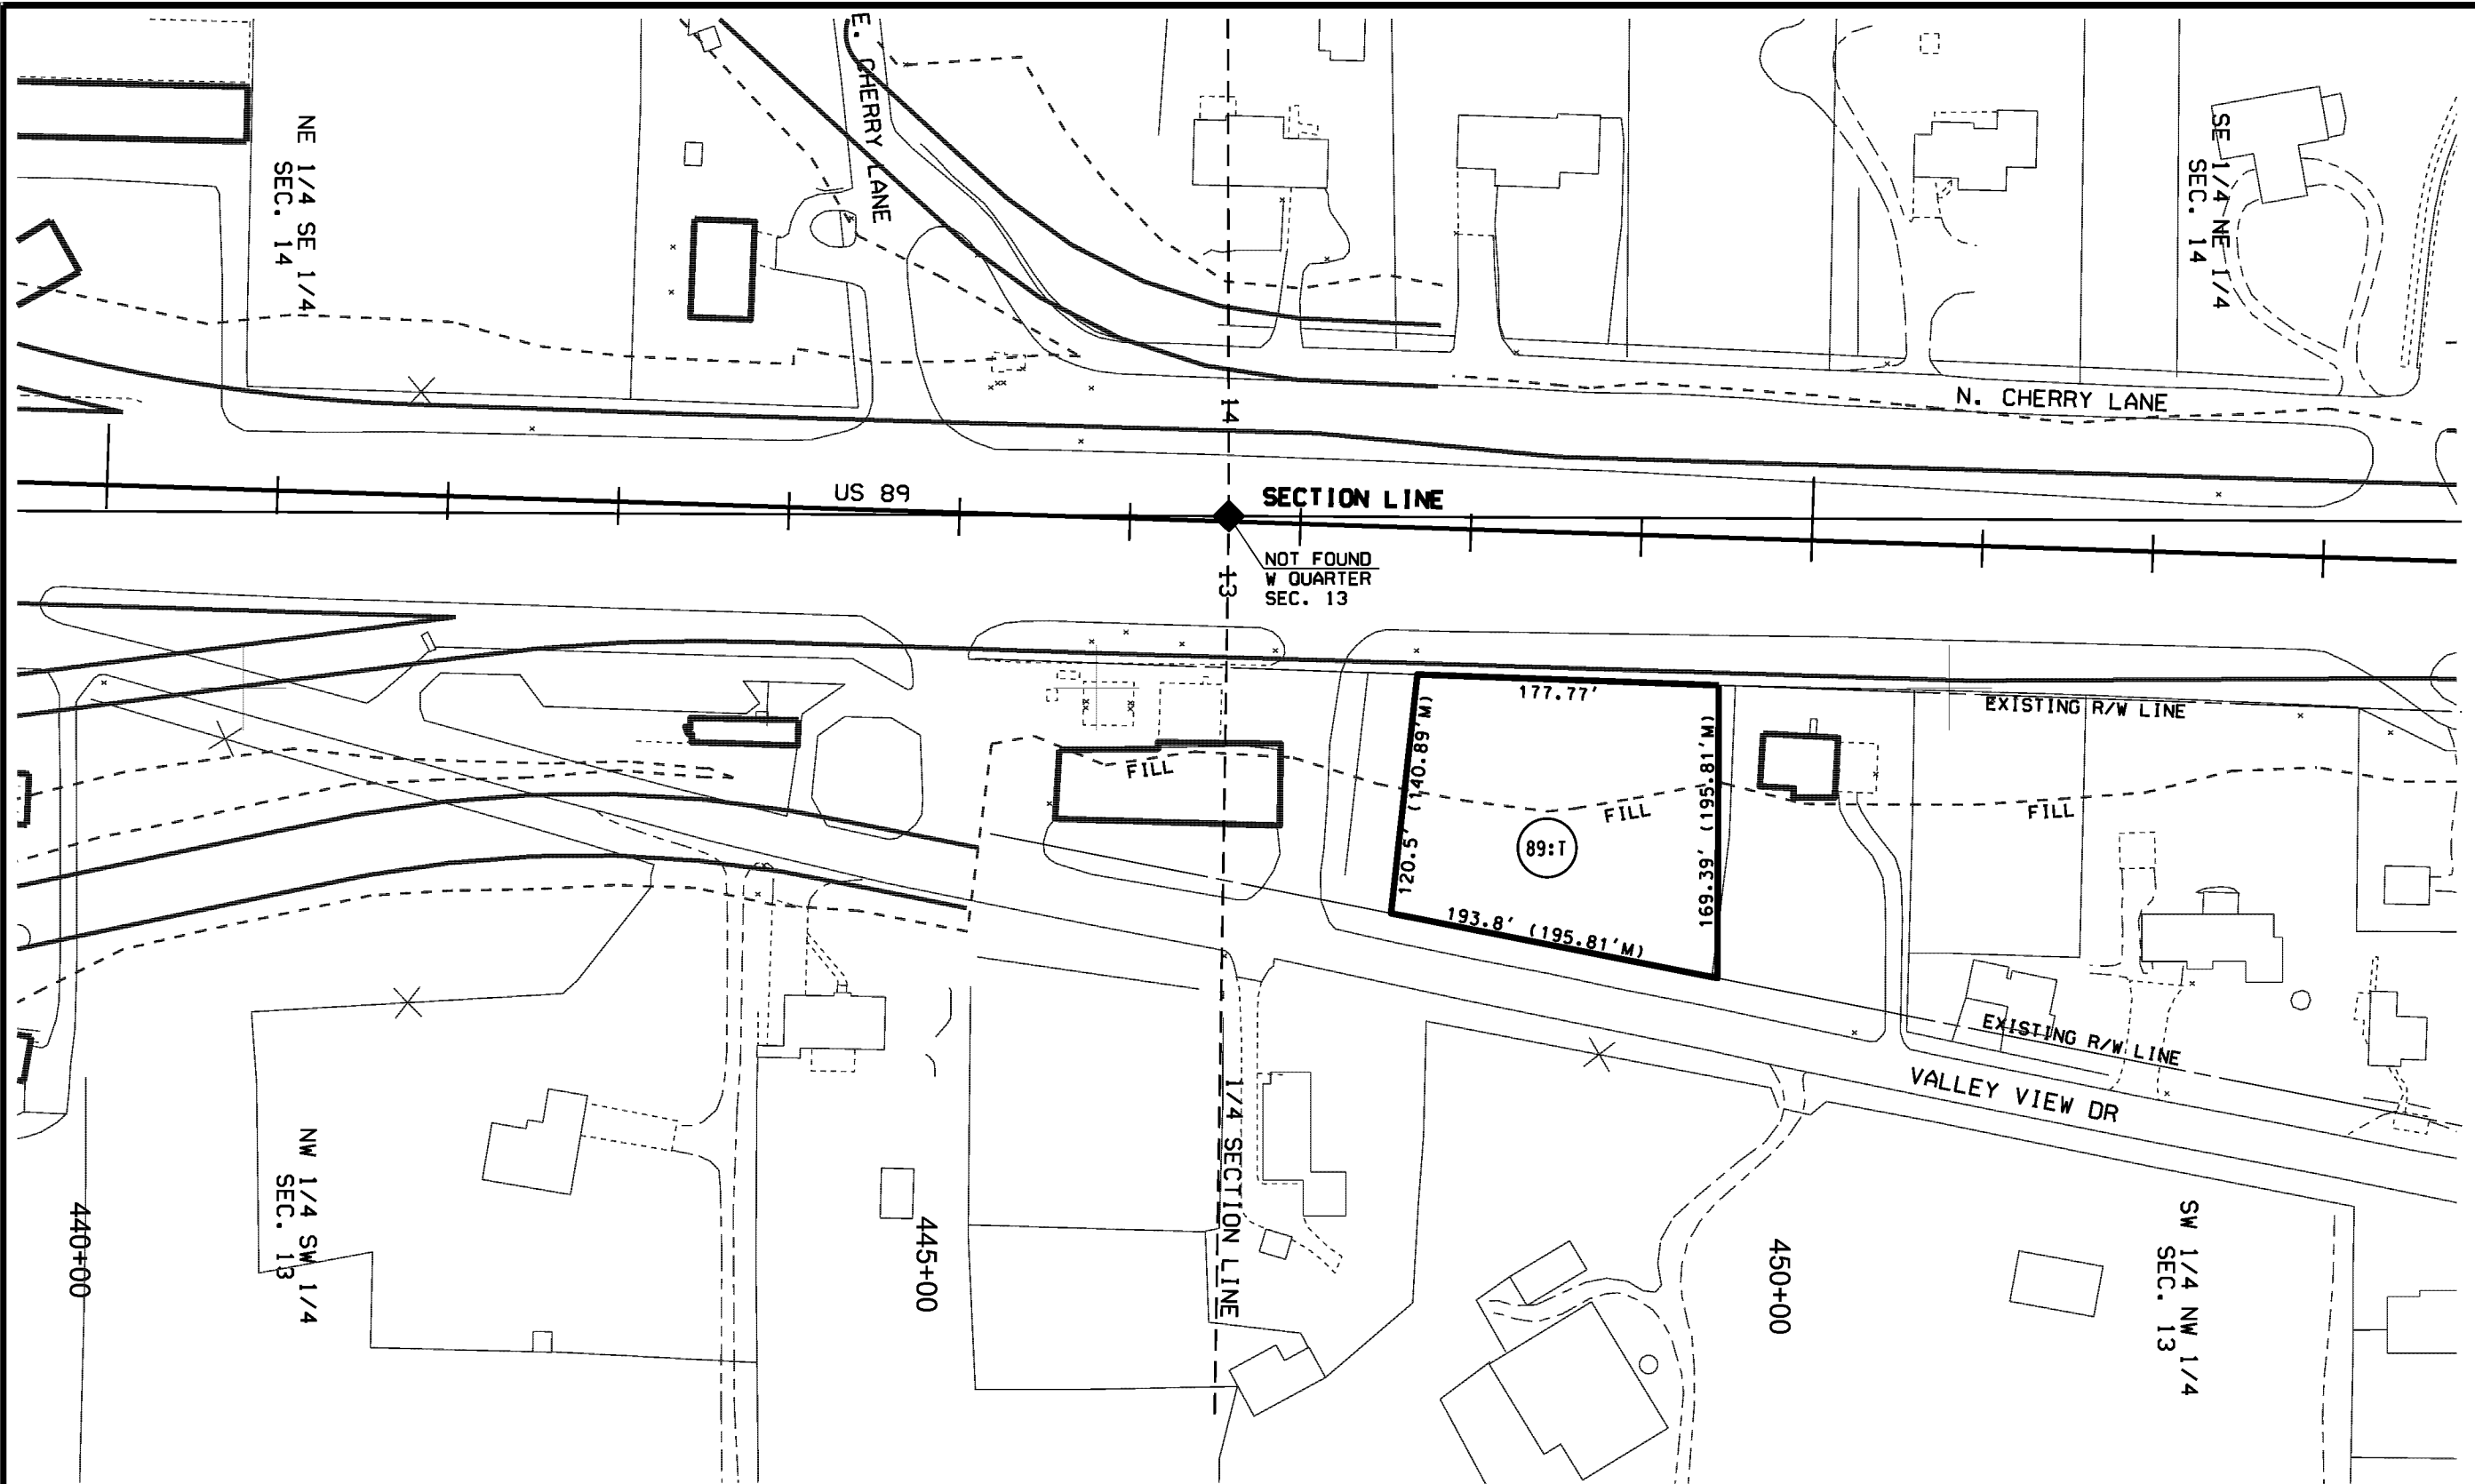 E. CHERRY LANE
NE 1/4 SE 1/4
SEC. 14
SE 1/4 NE 1/4
SEC. 14
N. CHERRY LANE
14
US 89
SECTION LINE
NOT FOUND
W QUARTER
SEC. 13
13
177.77'
120.5' (140.89'M)
169.39' (195.81'M)
193.8' (195.81'M)
89:T
FILL
FILL
FILL
EXISTING R/W LINE
EXISTING R/W LINE
VALLEY VIEW DR
1/4 SECTION LINE
NW 1/4 SW 1/4
SEC. 13
SW 1/4 NW 1/4
SEC. 13
440+00
445+00
450+00